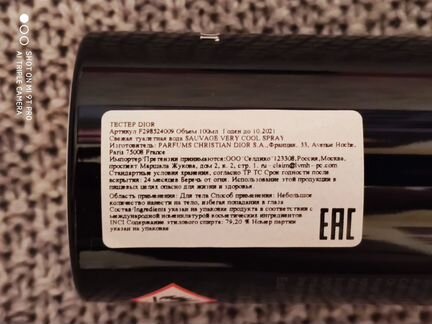 SHOT ON MI 9T PRO
AI TRIPLE CAMERA
ТЕСТЕР DIOR
Артикул F298524009 Объем 100мл Годен до 10.2021
Свежая туалетная вода SAUVAGE VERY COOL SPRAY
Изготовитель: PARFUMS CHRISTIAN DIOR S.A., Франция, 33, Avenue Hoche,
Paris 75008 France
Импортер/Претензии принимаются:ООО"Селдико"123308,Россия,Москва,
проспект Маршала Жукова, дом 2, к. 2, стр. 1. ru - claim@lvmh - pc.com
Стандартные условия хранения, согласно ТР ТС Срок годности после
вскрытия: 24 месяцев Беречь от огня. Использование этой продукции в
пищевых целях опасно для жизни и здоровья.
Область применения: Для тела Способ применения: Небольшое
количество нанести на тело, избегая попадания в глаза
Состав/Ingredients указан на упаковке продукта в соответствии с
международной номенклатурой косметических ингредиентов
INCI Содержание этилового спирта: 79,20 % Номер партии
указан на упаковке
EAC